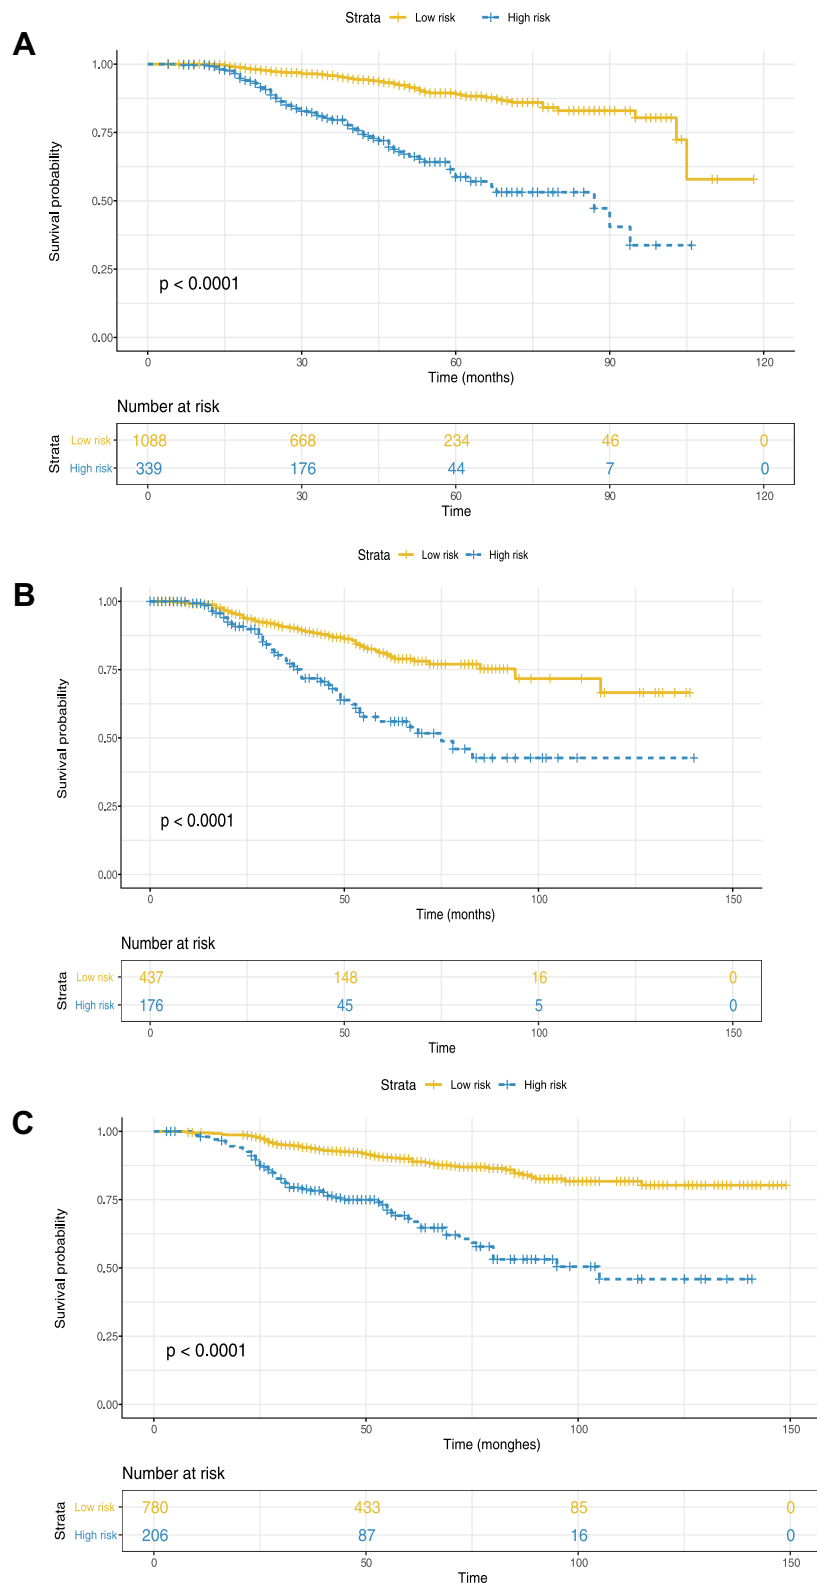 Strata Low risk High risk
A
1.00
0.75
0.50
0.25
0.00
Survival probability
p < 0.0001
0 30 60 90 120
Time (months)
Number at risk
Strata
Low risk 1088 668 234 46 0
High risk 339 176 44 7 0
0 30 60 90 120
Time
Strata Low risk High risk
B
1.00
0.75
0.50
0.25
0.00
Survival probability
p < 0.0001
0 50 100 150
Time (months)
Number at risk
Strata
Low risk 437 148 16 0
High risk 176 45 5 0
0 50 100 150
Time
Strata Low risk High risk
C
1.00
0.75
0.50
0.25
0.00
Survival probability
p < 0.0001
0 50 100 150
Time (monghes)
Number at risk
Strata
Low risk 780 433 85 0
High risk 206 87 16 0
0 50 100 150
Time